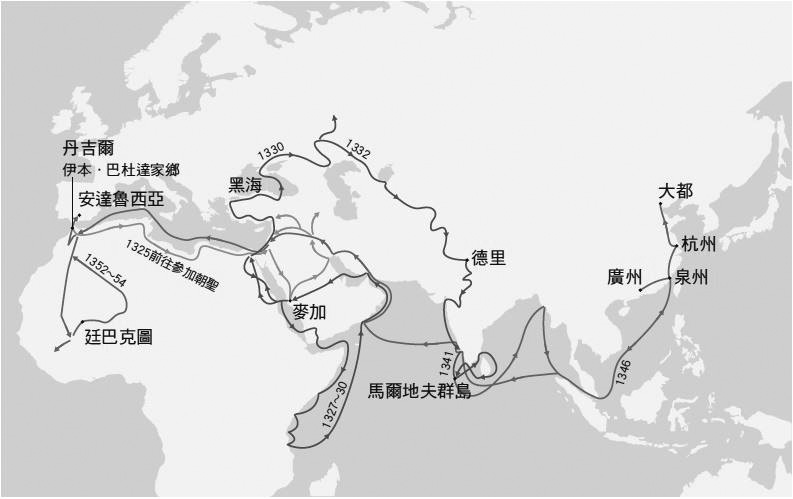 1330
1332
丹吉爾
伊本．巴杜達家鄉
黑海
安達魯西亞
大都
杭州
1325前往參加朝聖
德里
1352~54
廣州
泉州
麥加
廷巴克圖
1341
1346
馬爾地夫群島
1327~30